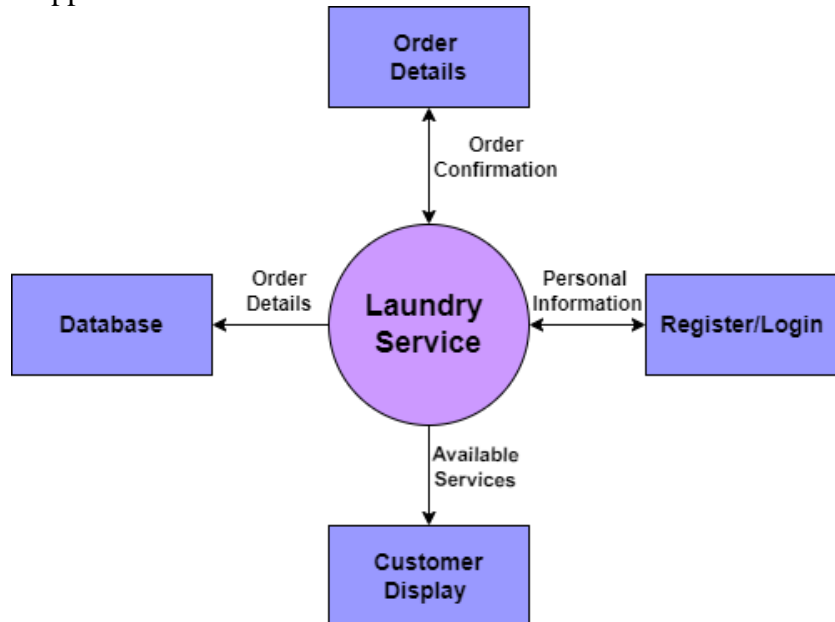 Order
Details
Order
Confirmation
Order
Details
Personal
Information
Database
Laundry
Service
Register/Login
Available
Services
Customer
Display